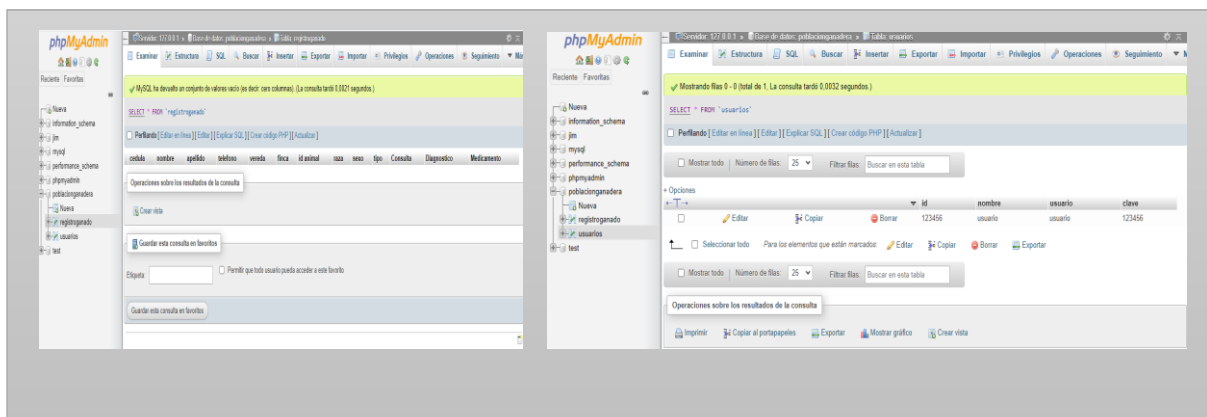 phpMyAdmin
Reciente Favoritas
Nueva
information_schema
jim
mysql
performance_schema
phpmyadmin
poblacionganadera
Nueva
registroganado
usuarios
test
Servidor: 127.0.0.1 » Base de datos: poblacionganadera » Tabla: registroganado
Examinar Estructura SQL Buscar Insertar Exportar Importar Privilegios Operaciones Seguimiento
MySQL ha devuelto un conjunto de valores vacío (es decir: cero columnas). (La consulta tardó 0,0021 segundos.)
SELECT * FROM `registroganado`
Perfilando [ Editar en línea ] [ Editar ] [ Explicar SQL ] [ Crear código PHP ] [ Actualizar ]
cedula nombre apellido telefono vereda finca id animal raza sexo tipo Consulta Diagnostico Medicamento
Operaciones sobre los resultados de la consulta
Crear vista
Guardar esta consulta en favoritos
Etiqueta: Permitir que todo usuario pueda acceder a este favorito
Guardar esta consulta en favoritos
phpMyAdmin
Reciente Favoritas
Nueva
information_schema
jim
mysql
performance_schema
phpmyadmin
poblacionganadera
Nueva
registroganado
usuarios
test
Servidor: 127.0.0.1 » Base de datos: poblacionganadera » Tabla: usuarios
Examinar Estructura SQL Buscar Insertar Exportar Importar Privilegios Operaciones Seguimiento
Mostrando filas 0 - 0 (total de 1, La consulta tardó 0,0032 segundos.)
SELECT * FROM `usuarios`
Perfilando [ Editar en línea ] [ Editar ] [ Explicar SQL ] [ Crear código PHP ] [ Actualizar ]
Mostrar todo Número de filas: 25 Filtrar filas: Buscar en esta tabla
+ Opciones
id nombre usuario clave
Editar Copiar Borrar 123456 usuario usuario 123456
Seleccionar todo Para los elementos que están marcados: Editar Copiar Borrar Exportar
Mostrar todo Número de filas: 25 Filtrar filas: Buscar en esta tabla
Operaciones sobre los resultados de la consulta
Imprimir Copiar al portapapeles Exportar Mostrar gráfico Crear vista